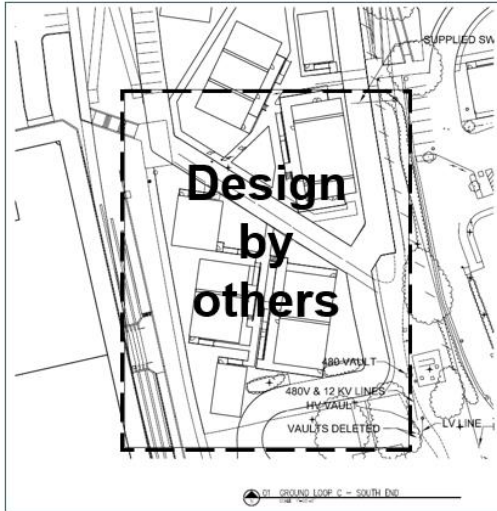 SUPPLIED SW
Design
by
others
480 VAULT
480V & 12 KV LINES
HV VAULT
VAULTS DELETED
LV LINE
01 GROUND LOOP C - SOUTH END